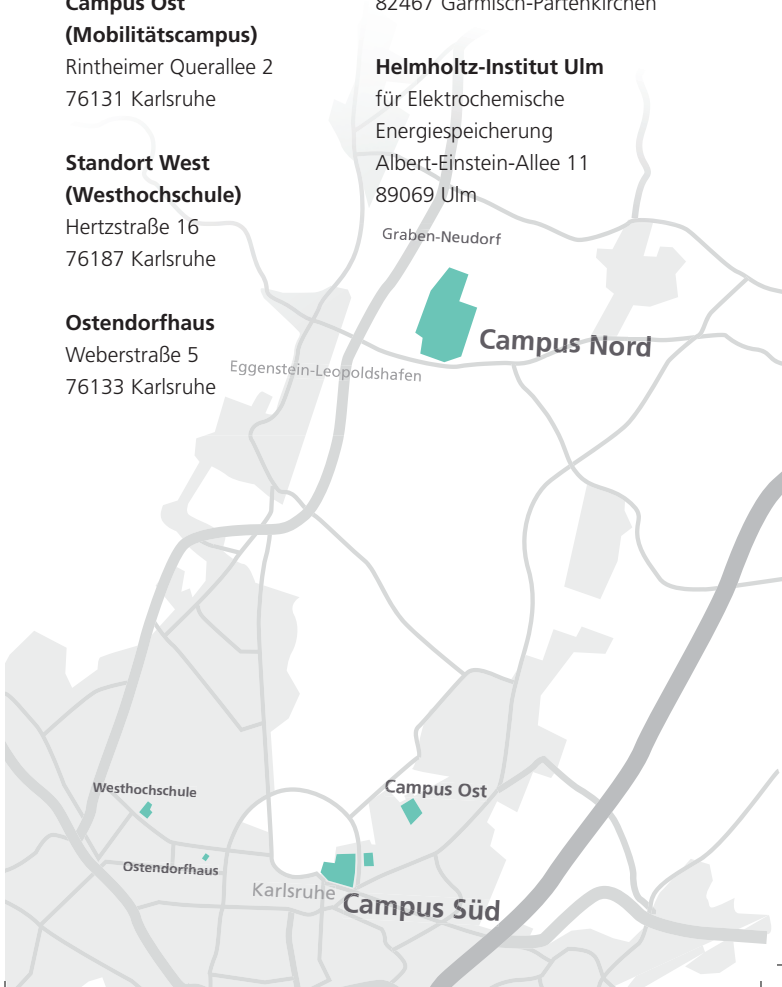 Campus Ost
(Mobilitätscampus)
Rintheimer Querallee 2
76131 Karlsruhe
Standort West
(Westhochschule)
Hertzstraße 16
76187 Karlsruhe
Ostendorfhaus
Weberstraße 5
76133 Karlsruhe
82467 Garmisch-Partenkirchen
Helmholtz-Institut Ulm
für Elektrochemische
Energiespeicherung
Albert-Einstein-Allee 11
89069 Ulm
Graben-Neudorf
Campus Nord
Eggenstein-Leopoldshafen
Westhochschule
Campus Ost
Ostendorfhaus
Karlsruhe
Campus Süd